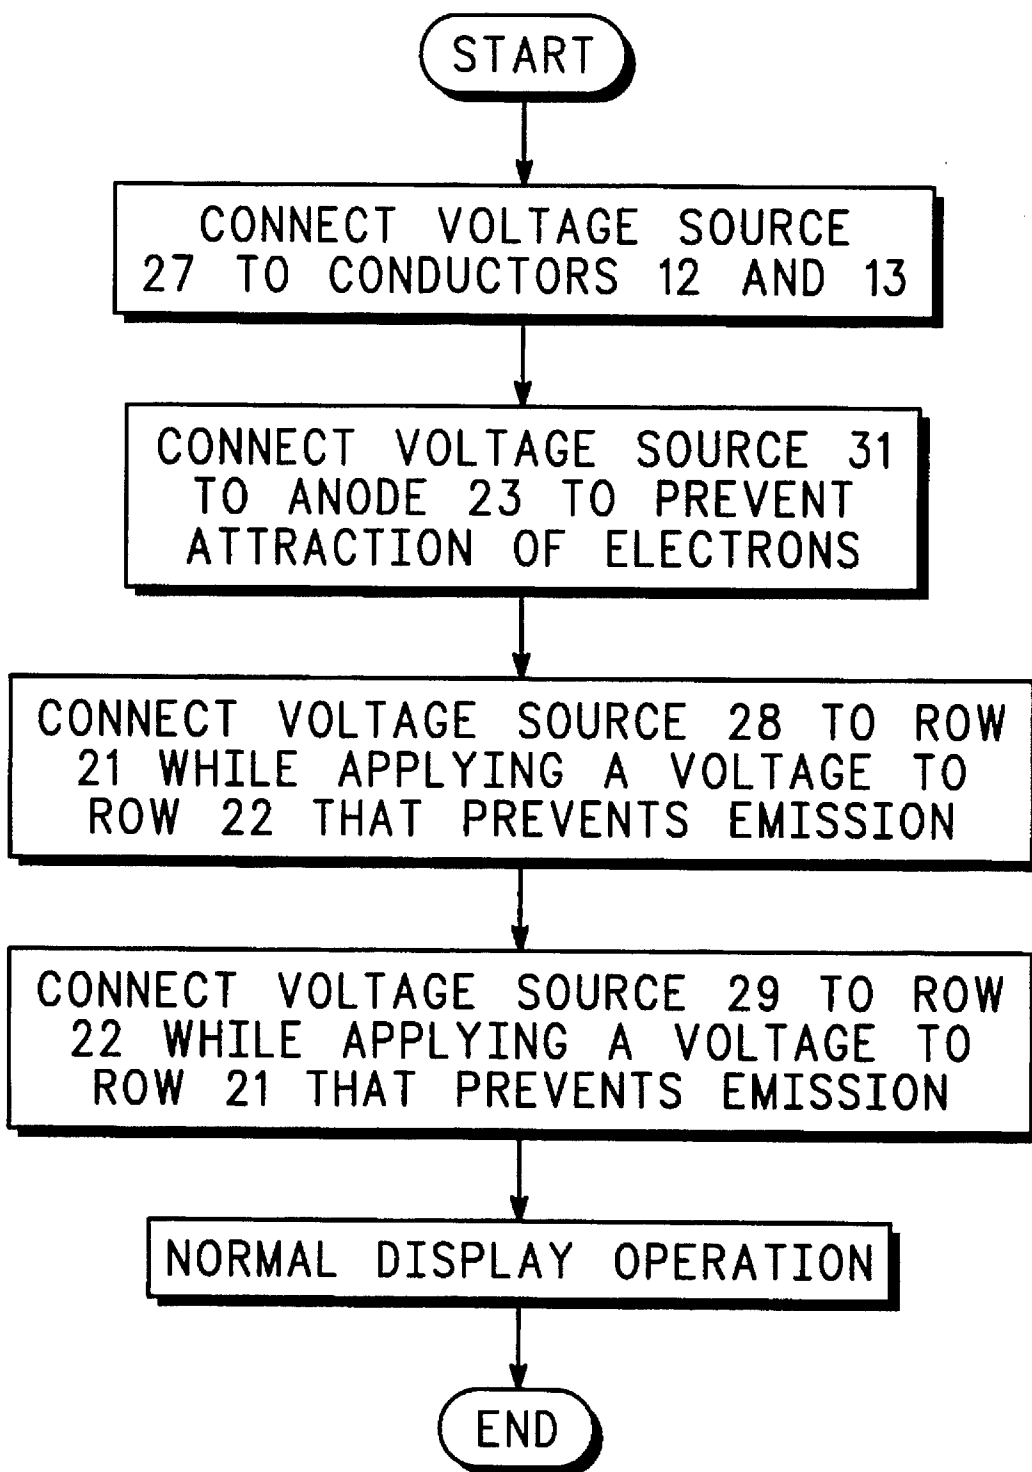 START
CONNECT VOLTAGE SOURCE
27 TO CONDUCTORS 12 AND 13
CONNECT VOLTAGE SOURCE 31
TO ANODE 23 TO PREVENT
ATTRACTION OF ELECTRONS
CONNECT VOLTAGE SOURCE 28 TO ROW
21 WHILE APPLYING A VOLTAGE TO
ROW 22 THAT PREVENTS EMISSION
CONNECT VOLTAGE SOURCE 29 TO ROW
22 WHILE APPLYING A VOLTAGE TO
ROW 21 THAT PREVENTS EMISSION
NORMAL DISPLAY OPERATION
END